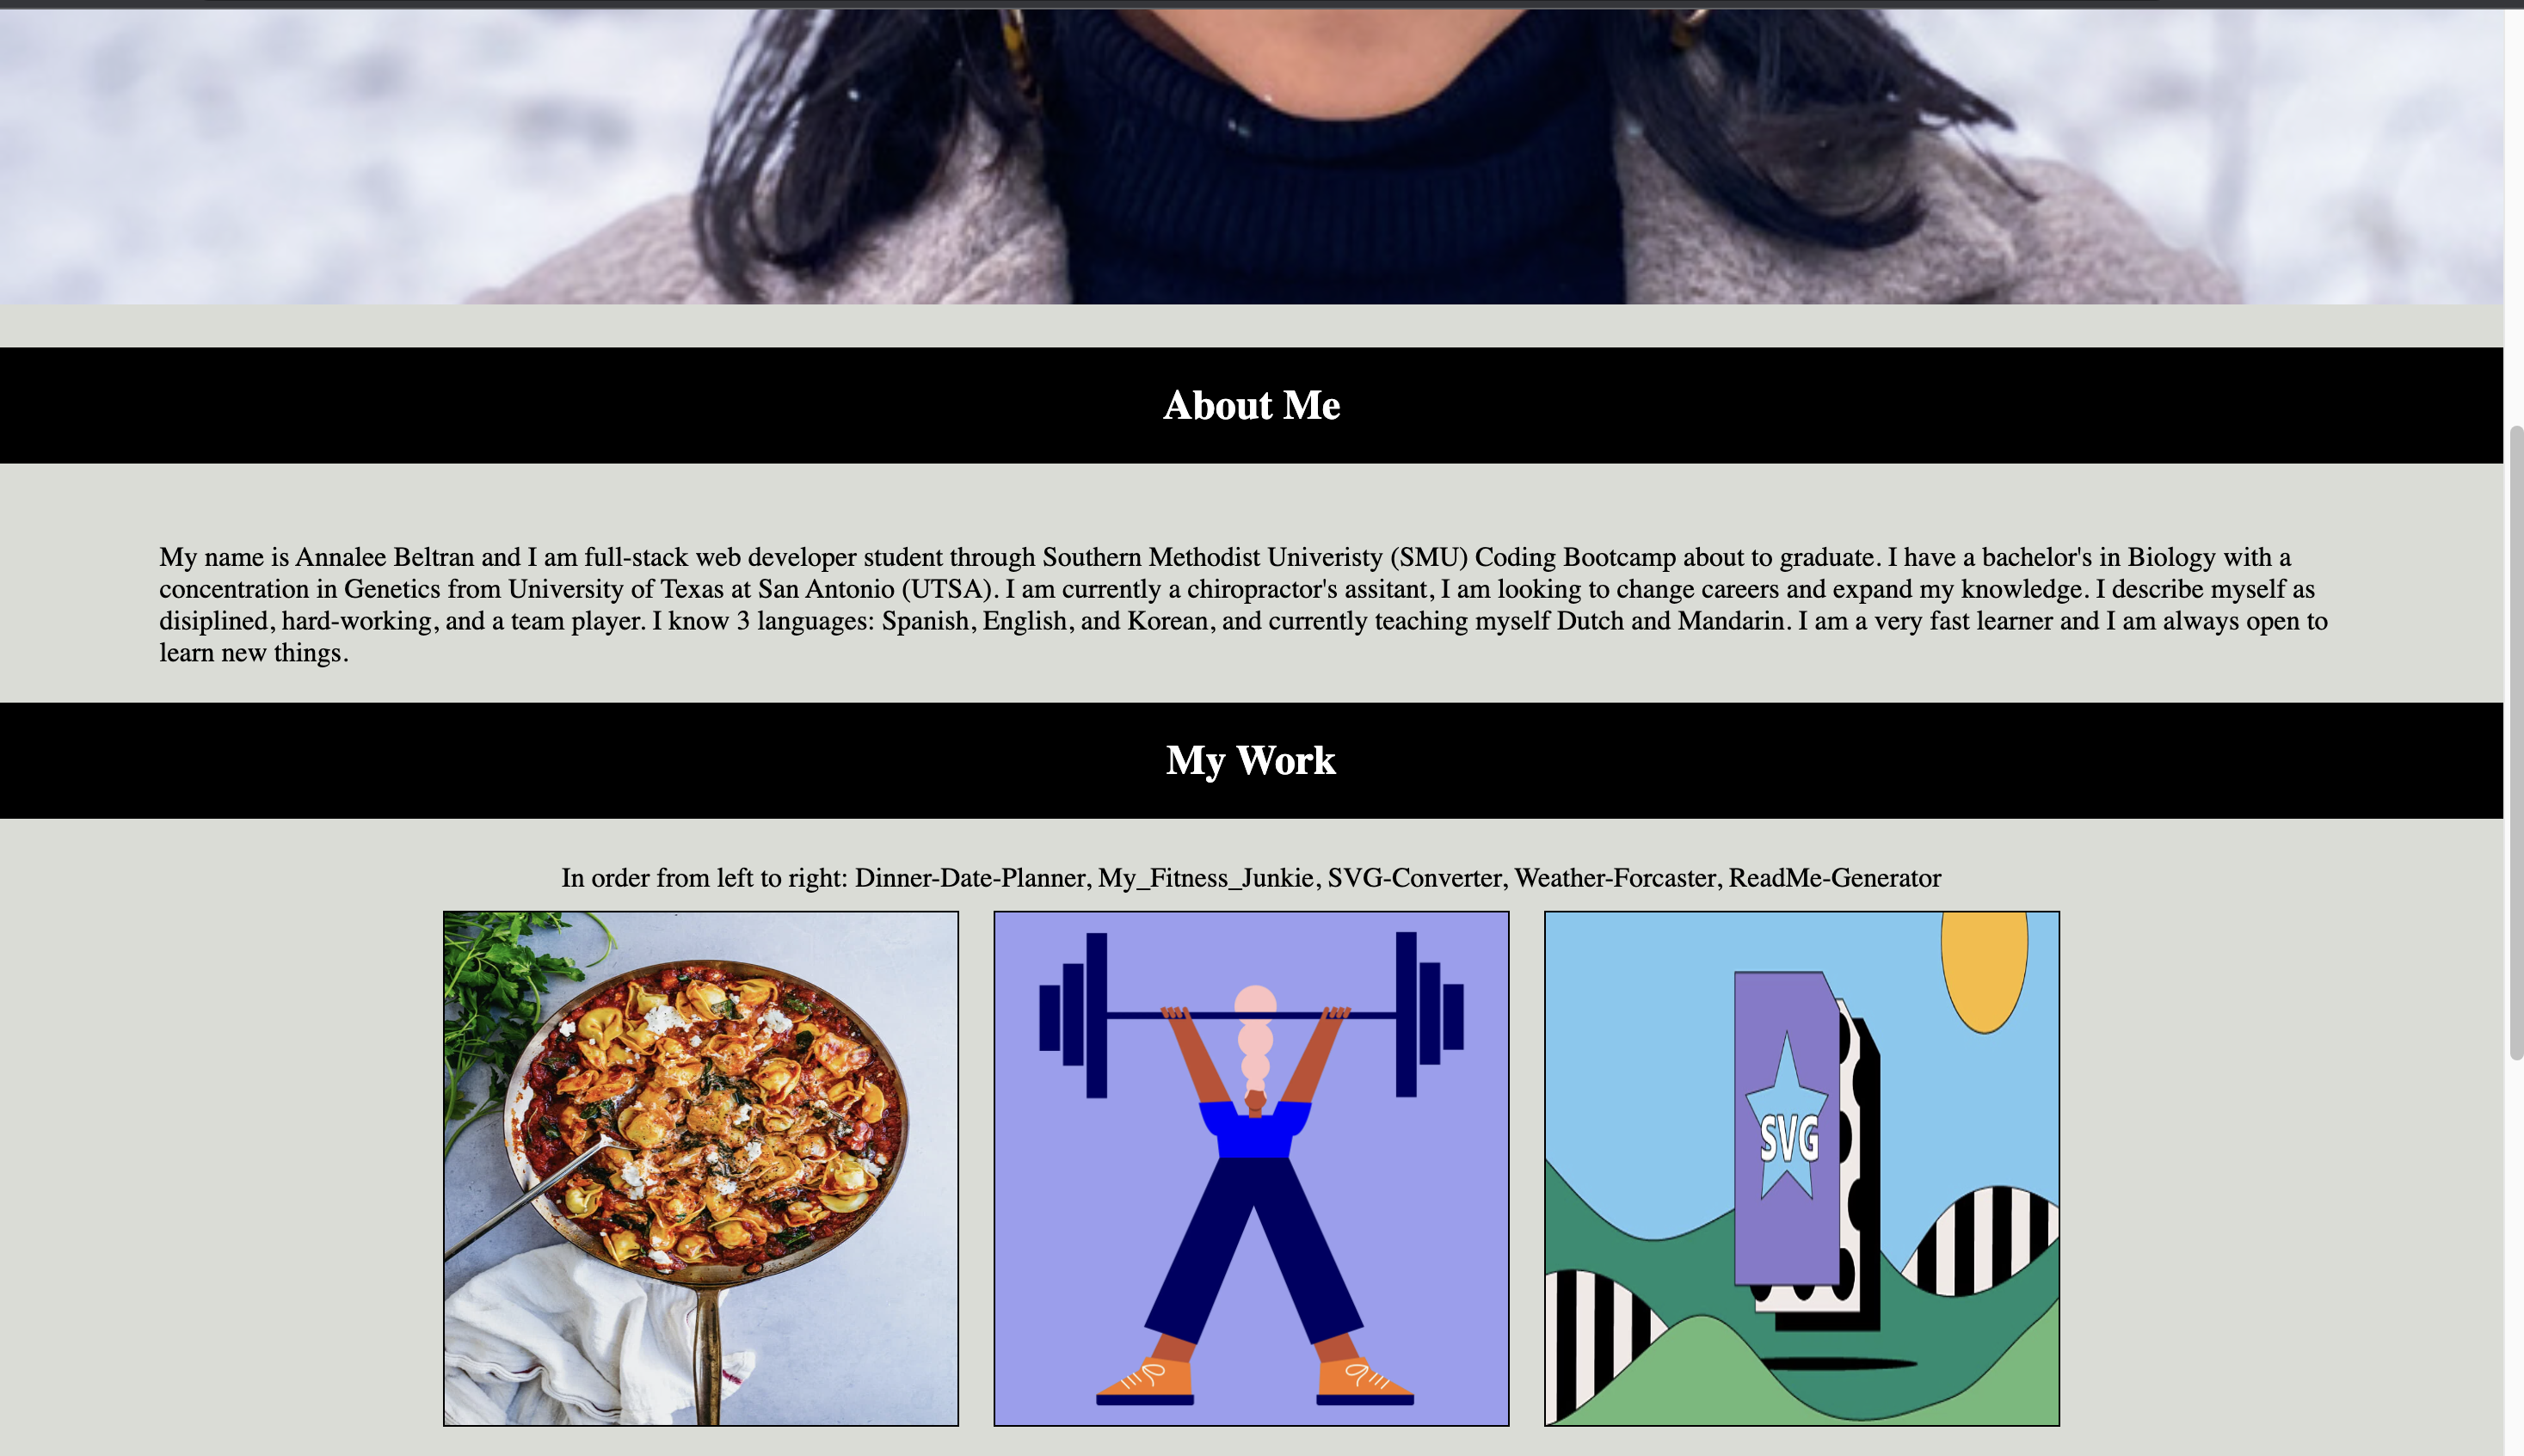 About Me
My name is Annalee Beltran and I am full-stack web developer student through Southern Methodist Univeristy (SMU) Coding Bootcamp about to graduate. I have a bachelor's in Biology with a
concentration in Genetics from University of Texas at San Antonio (UTSA). I am currently a chiropractor's assitant, I am looking to change careers and expand my knowledge. I describe myself as
disiplined, hard-working, and a team player. I know 3 languages: Spanish, English, and Korean, and currently teaching myself Dutch and Mandarin. I am a very fast learner and I am always open to
learn new things.
My Work
In order from left to right: Dinner-Date-Planner, My_Fitness_Junkie, SVG-Converter, Weather-Forcaster, ReadMe-Generator
SVG